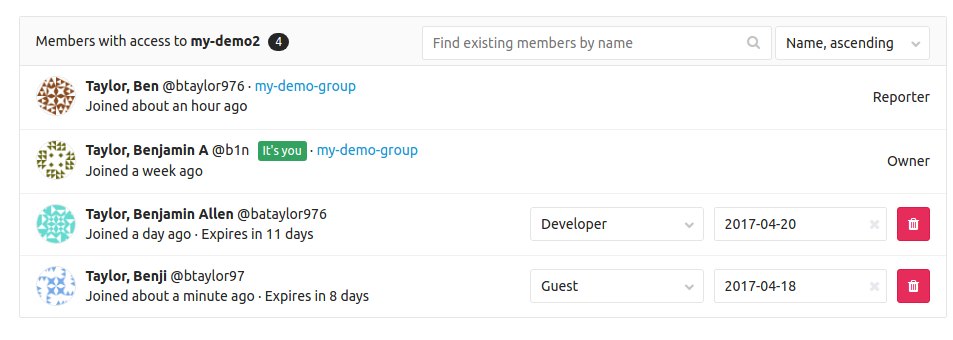 Members with access to my-demo2 4
Find existing members by name
Name, ascending
Taylor, Ben @btaylor976 · my-demo-group
Joined about an hour ago
Reporter
Taylor, Benjamin A @b1n It's you · my-demo-group
Joined a week ago
Owner
Taylor, Benjamin Allen @bataylor976
Joined a day ago · Expires in 11 days
Developer
2017-04-20
Taylor, Benji @btaylor97
Joined about a minute ago · Expires in 8 days
Guest
2017-04-18